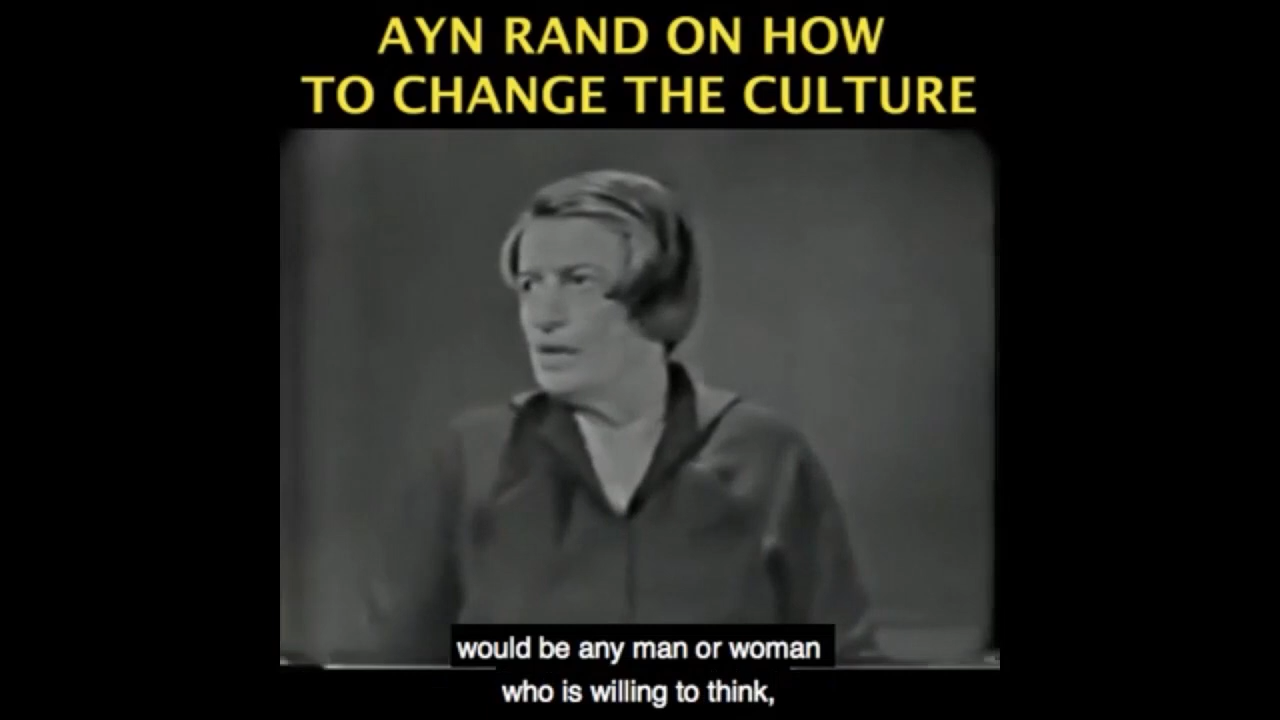 AYN RAND ON HOW
TO CHANGE THE CULTURE
would be any man or woman
who is willing to think,